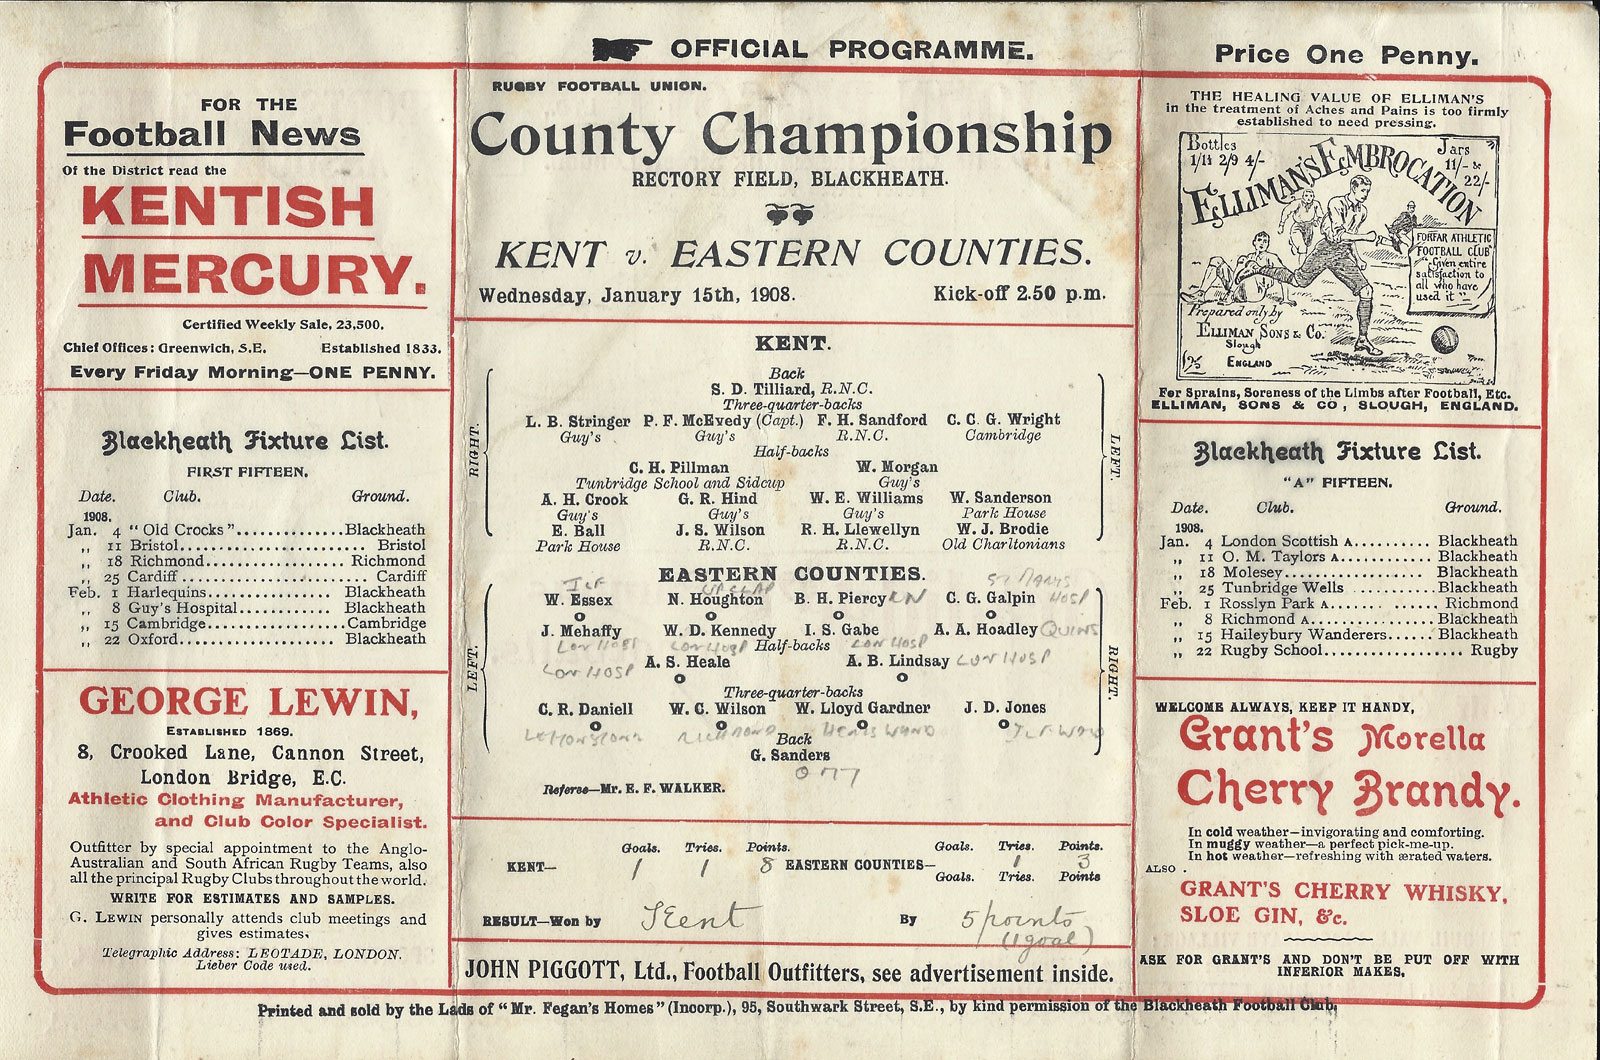 OFFICIAL PROGRAMME.
Price One Penny.
FOR THE
Football News
Of the District read the
KENTISH
MERCURY.
Certified Weekly Sale, 23,500.
Chief Offices: Greenwich, S.E. Established 1833.
Every Friday Morning—ONE PENNY.
Blackheath Fixture List.
FIRST FIFTEEN.
Date. Club. Ground.
1908.
Jan. 4 "Old Crocks" Blackheath
,, 11 Bristol Bristol
,, 18 Richmond Richmond
,, 25 Cardiff Cardiff
Feb. 1 Harlequins Blackheath
,, 8 Guy's Hospital Blackheath
,, 15 Cambridge Cambridge
,, 22 Oxford Blackheath
GEORGE LEWIN,
ESTABLISHED 1869.
8, Crooked Lane, Cannon Street,
London Bridge, E.C.
Athletic Clothing Manufacturer,
and Club Color Specialist.
Outfitter by special appointment to the Anglo-
Australian and South African Rugby Teams, also
all the principal Rugby Clubs throughout the world.
WRITE FOR ESTIMATES AND SAMPLES.
G. LEWIN personally attends club meetings and
gives estimates.
Telegraphic Address: LEOTADE, LONDON.
Lieber Code used.
RUGBY FOOTBALL UNION.
County Championship
RECTORY FIELD, BLACKHEATH.
KENT v. EASTERN COUNTIES.
Wednesday, January 15th, 1908. Kick-off 2.50 p.m.
KENT.
RIGHT.
LEFT.
Back
S. D. Tilliard, R.N.C.
Three-quarter-backs
L. B. Stringer P. F. McEvedy (Capt.) F. H. Sandford C. C. G. Wright
Guy's Guy's R.N.C. Cambridge
Half-backs
C. H. Pillman W. Morgan
Tunbridge School and Sidcup Guy's
A. H. Crook G. R. Hind W. E. Williams W. Sanderson
Guy's Guy's Guy's Park House
E. Ball J. S. Wilson R. H. Llewellyn W. J. Brodie
Park House R.N.C. R.N.C. Old Charltonians
EASTERN COUNTIES.
LEFT.
RIGHT.
W. Essex N. Houghton B. H. Piercy RN C. G. Galpin HOSP
J. Mehaffy W. D. Kennedy I. S. Gabe A. A. Hoadley QUINS
LON HOSP LON HOSP Half-backs LON HOSP
LON HOSP A. S. Heale A. B. Lindsay LON HOSP
Three-quarter-backs
C. R. Daniell W. C. Wilson W. Lloyd Gardner J. D. Jones
RICHMOND
Back
G. Sanders
Referee—Mr. E. F. WALKER.
Goals. Tries. Points. Goals. Tries. Points.
KENT— 1 1 8 EASTERN COUNTIES— 1 3
Goals. Tries. Points
RESULT—Won by Kent By 5 points
(1 goal)
JOHN PIGGOTT, Ltd., Football Outfitters, see advertisement inside.
THE HEALING VALUE OF ELLIMAN'S
in the treatment of Aches and Pains is too firmly
established to need pressing.
Bottles
1/1½ 2/9 4/-
Jars
11/- &
22/-
ELLIMAN'S EMBROCATION
FORFAR ATHLETIC
FOOTBALL CLUB
"Given entire
satisfaction to
all who have
used it"
Prepared only by
ELLIMAN SONS & Co.
Slough
ENGLAND
For Sprains, Soreness of the Limbs after Football, Etc.
ELLIMAN, SONS & CO, SLOUGH, ENGLAND.
Blackheath Fixture List.
"A" FIFTEEN.
Date. Club. Ground.
1908.
Jan. 4 London Scottish A Blackheath
,, 11 O. M. Taylors A Blackheath
,, 18 Molesey Blackheath
,, 25 Tunbridge Wells Blackheath
Feb. 1 Rosslyn Park A Richmond
,, 8 Richmond A Blackheath
,, 15 Haileybury Wanderers Blackheath
,, 22 Rugby School Rugby
WELCOME ALWAYS, KEEP IT HANDY,
Grant's Morella
Cherry Brandy.
In cold weather—invigorating and comforting.
In muggy weather—a perfect pick-me-up.
In hot weather—refreshing with ærated waters.
ALSO
GRANT'S CHERRY WHISKY,
SLOE GIN, &c.
ASK FOR GRANT'S AND DON'T BE PUT OFF WITH
INFERIOR MAKES.
Printed and sold by the Lads of "Mr. Fegan's Homes" (Incorp.), 95, Southwark Street, S.E., by kind permission of the Blackheath Football Club.